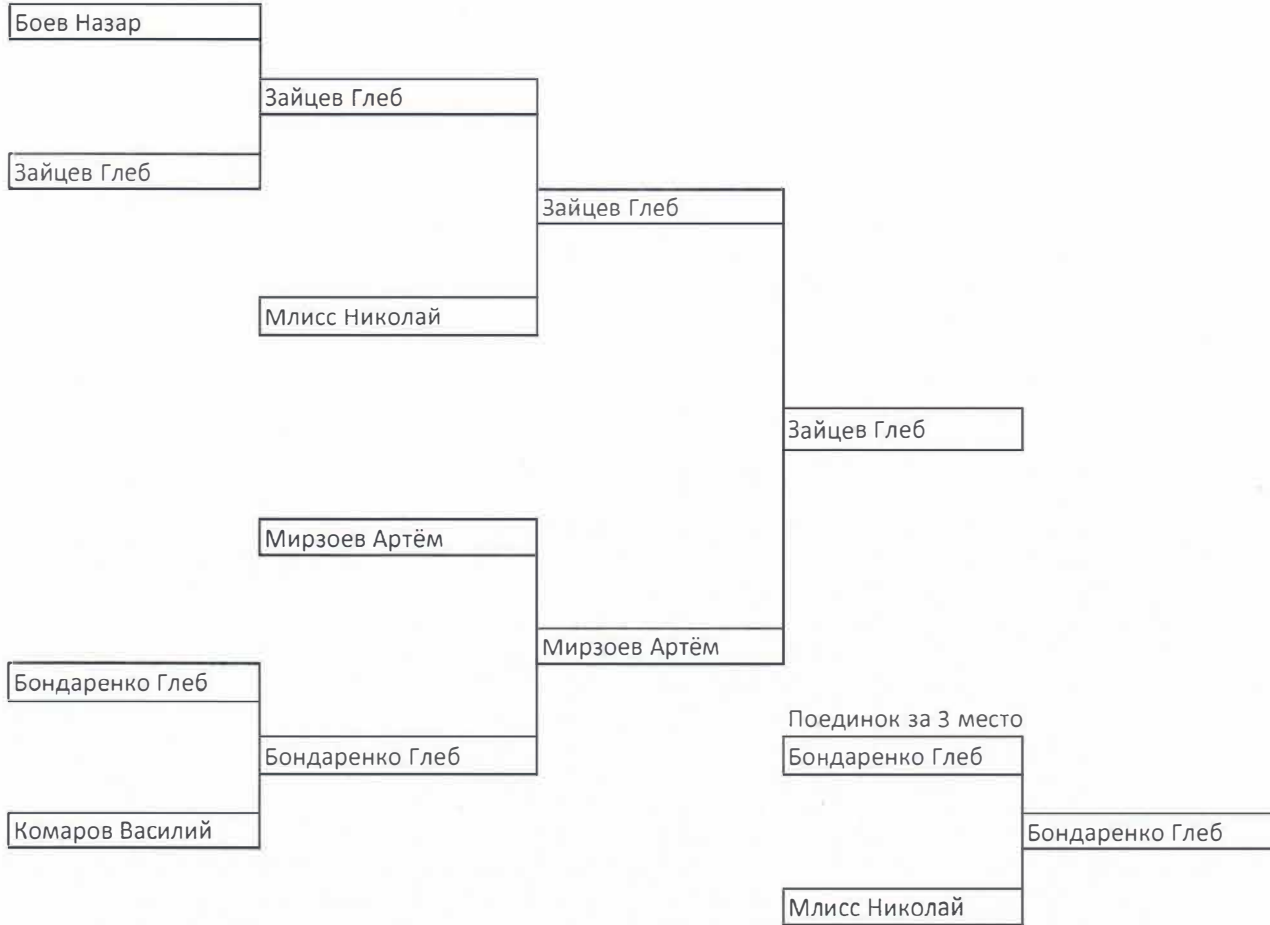 Боев Назар
Зайцев Глеб
Зайцев Глеб
Зайцев Глеб
Млисс Николай
Зайцев Глеб
Мирзоев Артём
Мирзоев Артём
Бондаренко Глеб
Поединок за 3 место
Бондаренко Глеб
Бондаренко Глеб
Комаров Василий
Бондаренко Глеб
Млисс Николай